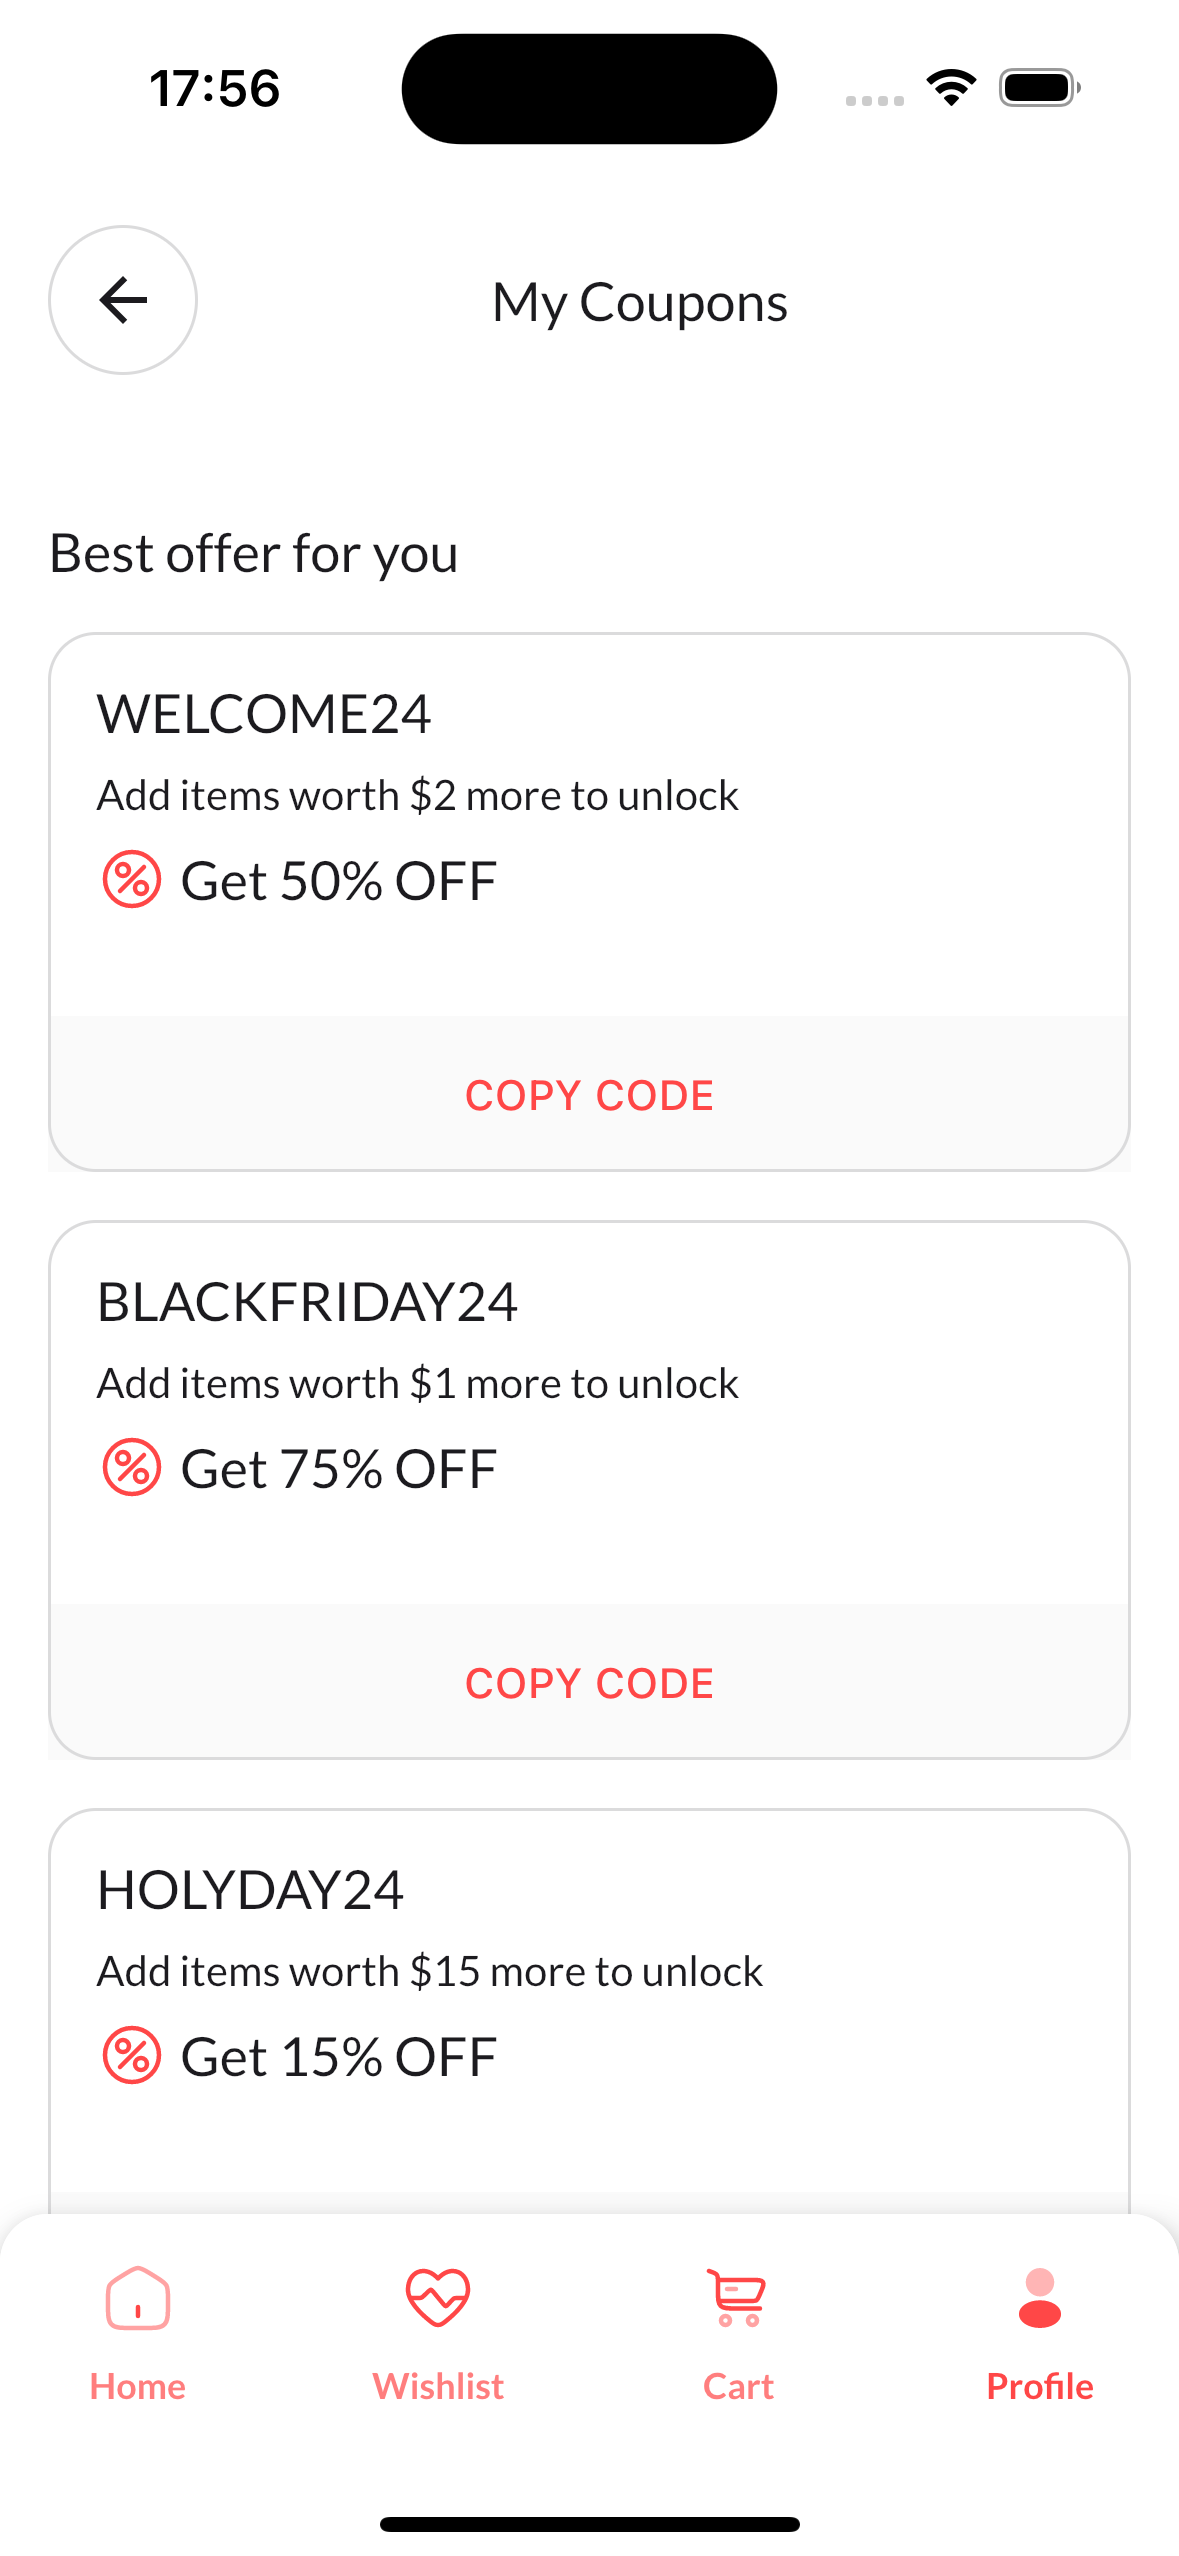 17:56
My Coupons
Best offer for you
WELCOME24
Add items worth $2 more to unlock
Get 50% OFF
COPY CODE
BLACKFRIDAY24
Add items worth $1 more to unlock
Get 75% OFF
COPY CODE
HOLYDAY24
Add items worth $15 more to unlock
Get 15% OFF
Home
Wishlist
Cart
Profile